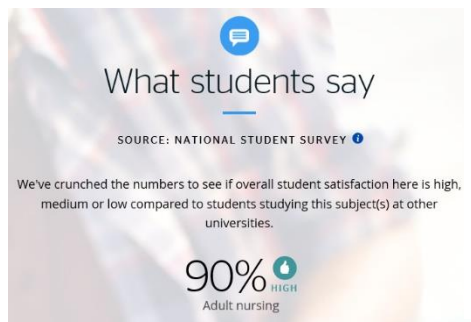 What students say
SOURCE: NATIONAL STUDENT SURVEY i
We've crunched the numbers to see if overall student satisfaction here is high,
medium or low compared to students studying this subject(s) at other
universities.
90% HIGH
Adult nursing